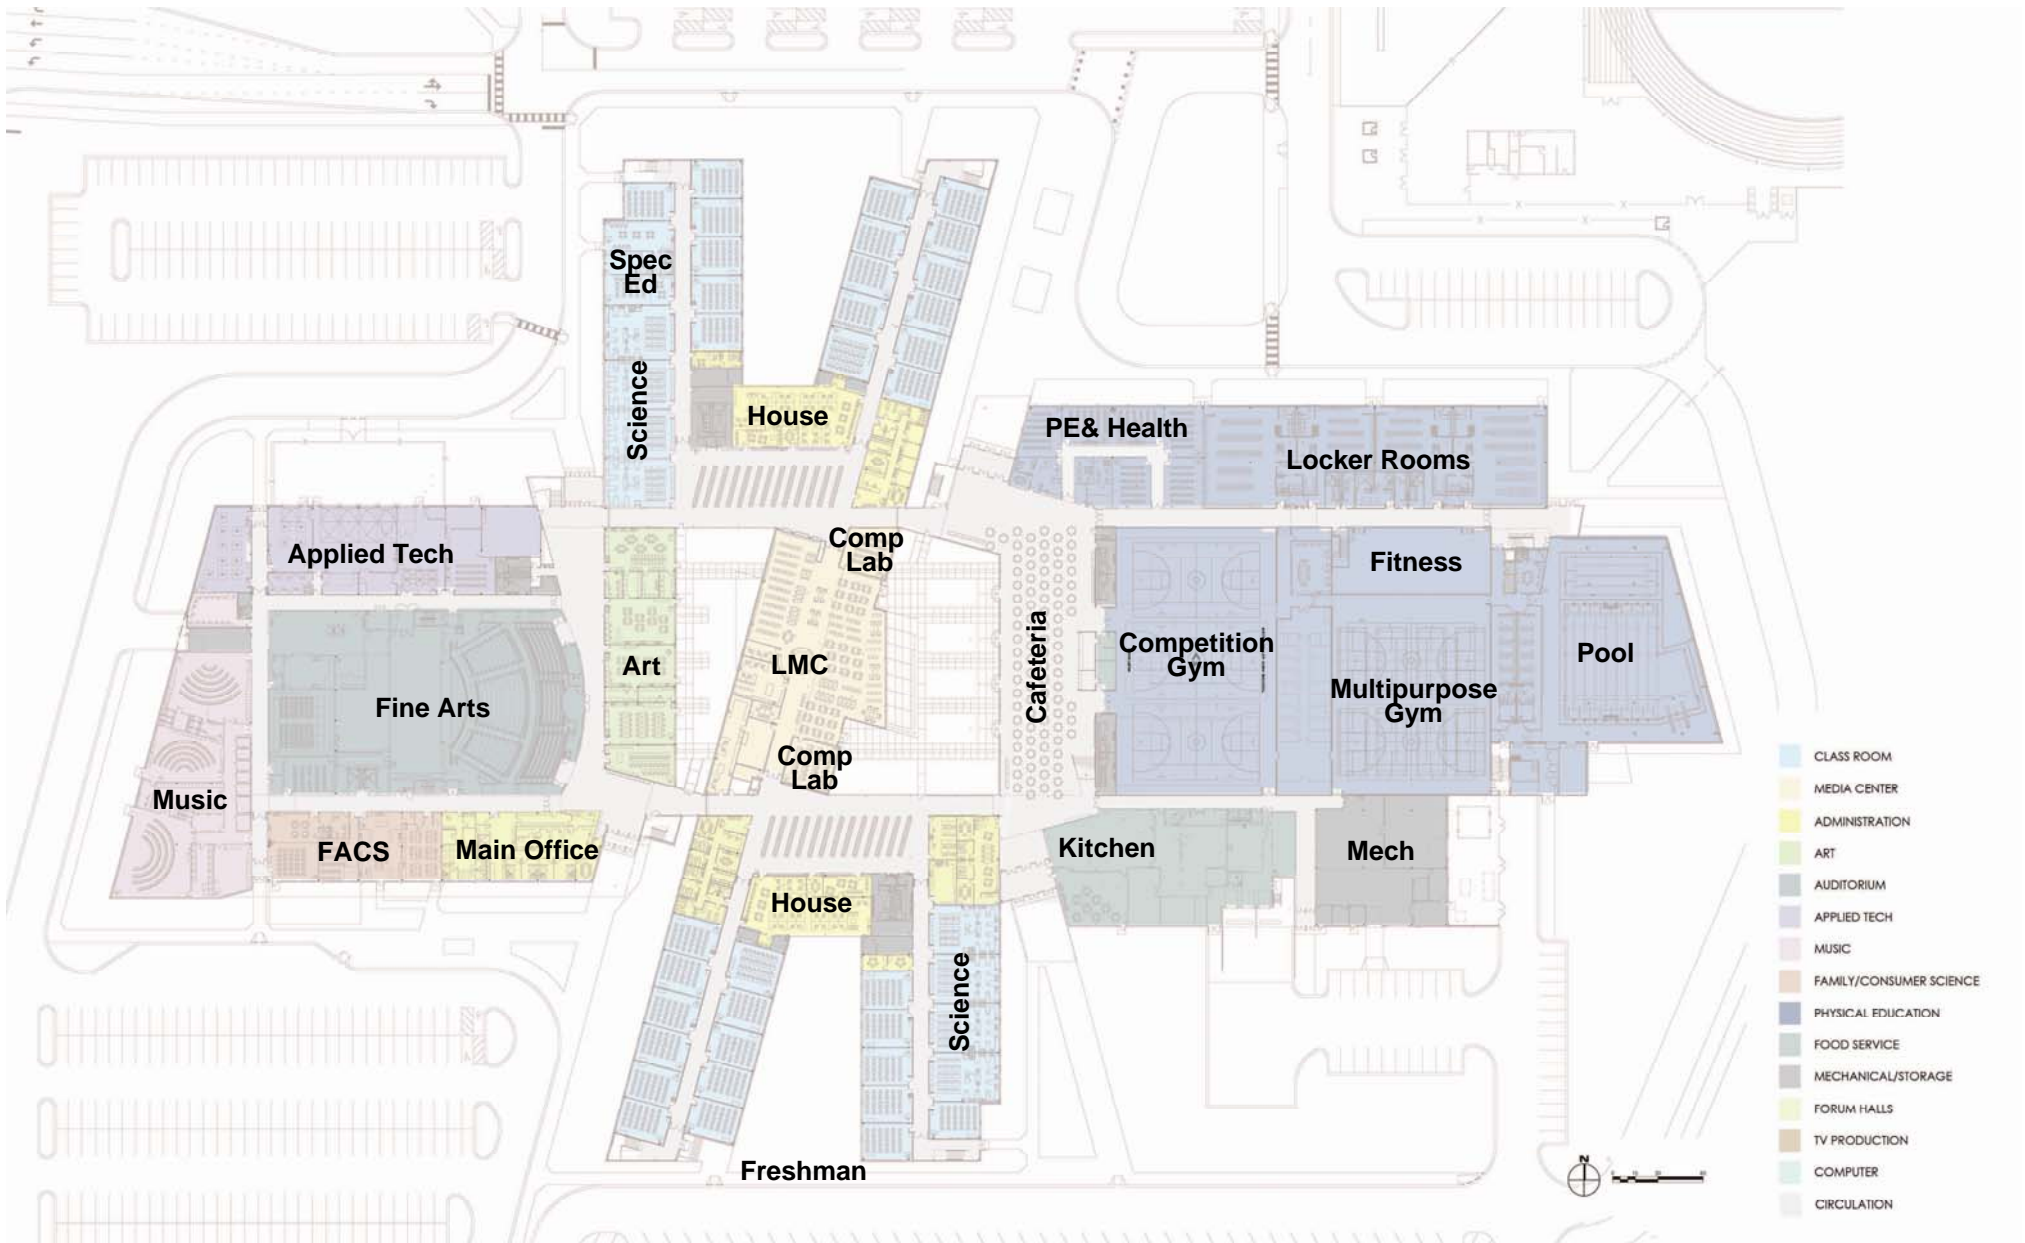 Spec
Ed
Science
House
PE& Health
Locker Rooms
Applied Tech
Comp
Lab
Fitness
Art
LMC
Cafeteria
Competition
Gym
Pool
Multipurpose
Gym
Fine Arts
Comp
Lab
Music
FACS
Main Office
Kitchen
Mech
House
Science
Freshman
CLASS ROOM
MEDIA CENTER
ADMINISTRATION
ART
AUDITORIUM
APPLIED TECH
MUSIC
FAMILY/CONSUMER SCIENCE
PHYSICAL EDUCATION
FOOD SERVICE
MECHANICAL/STORAGE
FORUM HALLS
TV PRODUCTION
COMPUTER
CIRCULATION
N